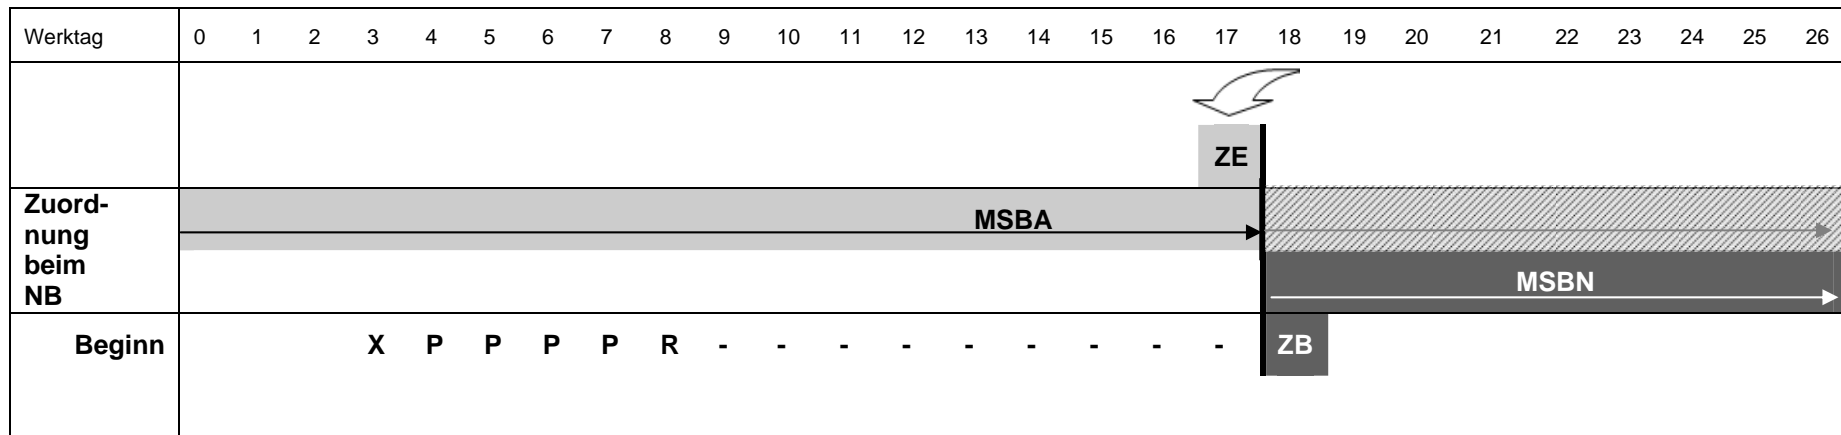 Werktag 0 1 2 3 4 5 6 7 8 9 10 11 12 13 14 15 16 17 18 19 20 21 22 23 24 25 26
ZE
Zuord-
nung
beim
NB
MSBA
MSBN
Beginn X P P P P R - - - - - - - - - ZB